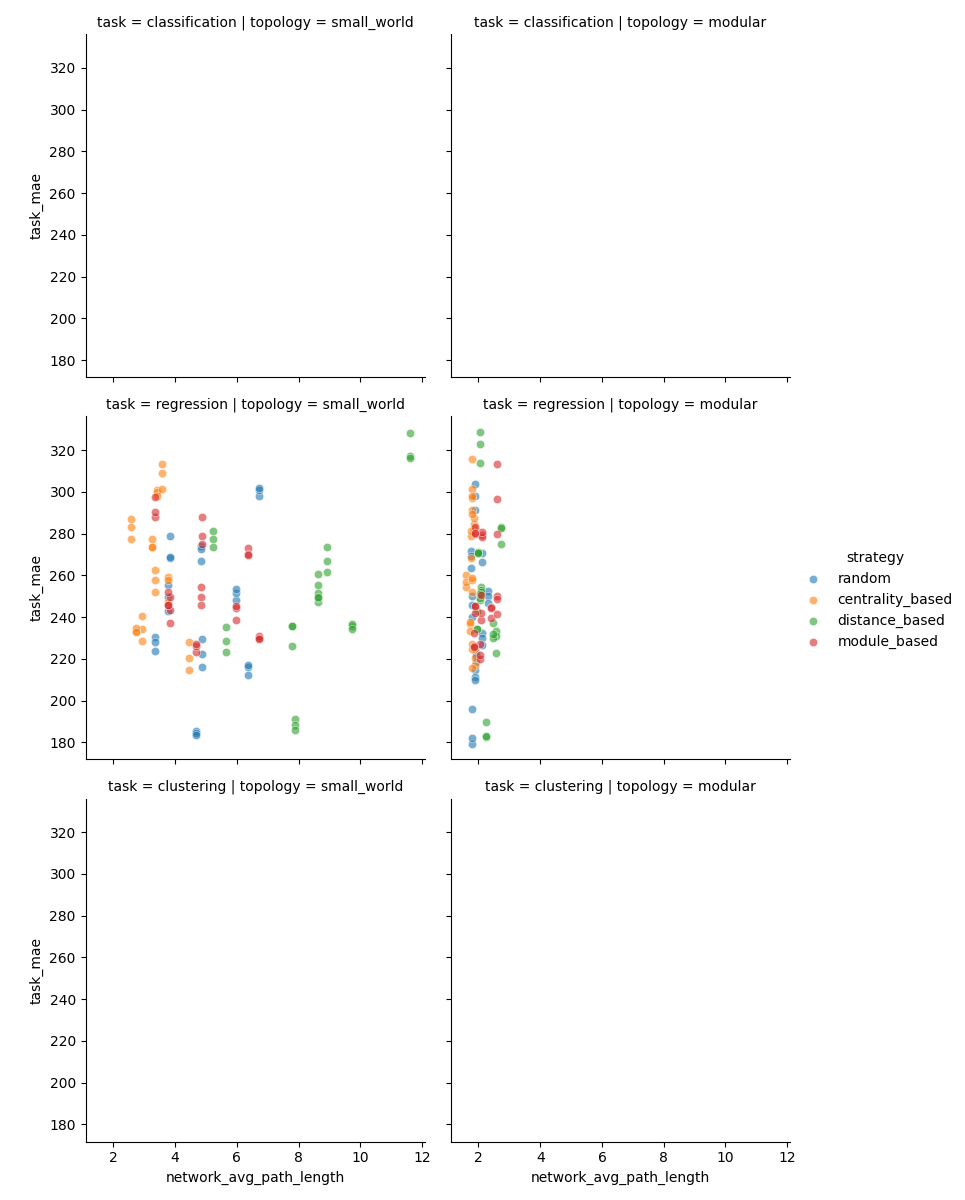 task = classification | topology = small_world
task = classification | topology = modular
320
300
280
260
240
220
200
180
task_mae
task = regression | topology = small_world
task = regression | topology = modular
320
300
280
260
240
220
200
180
task_mae
strategy
random
centrality_based
distance_based
module_based
task = clustering | topology = small_world
task = clustering | topology = modular
320
300
280
260
240
220
200
180
task_mae
2 4 6 8 10 12
2 4 6 8 10 12
network_avg_path_length
network_avg_path_length